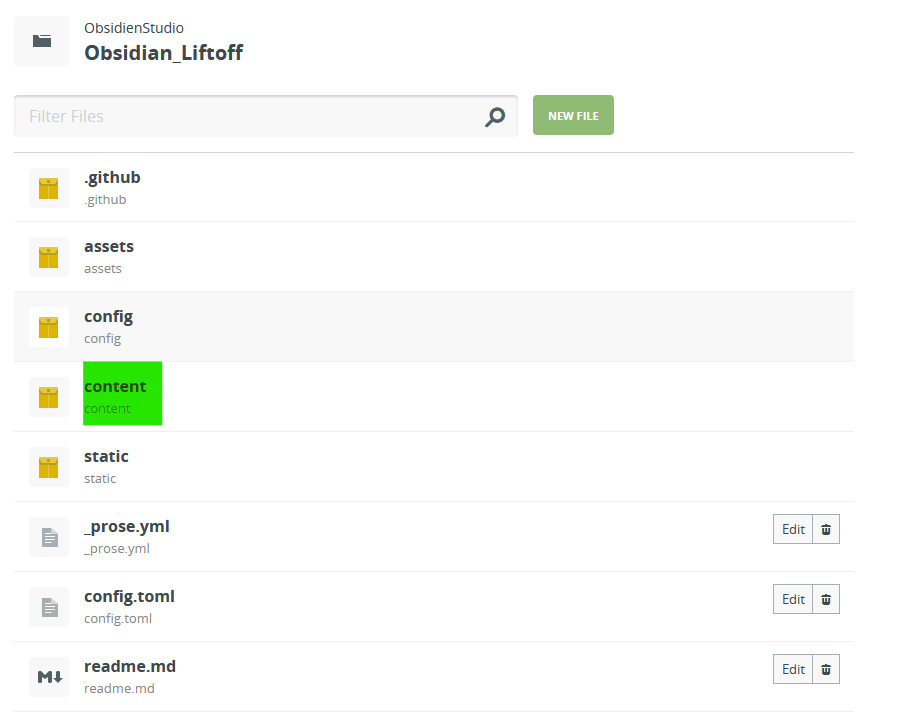 ObsidienStudio
Obsidian_Liftoff
Filter Files
NEW FILE
.github
.github
assets
assets
config
config
content
content
static
static
_prose.yml
_prose.yml
Edit
config.toml
config.toml
Edit
readme.md
readme.md
Edit
M